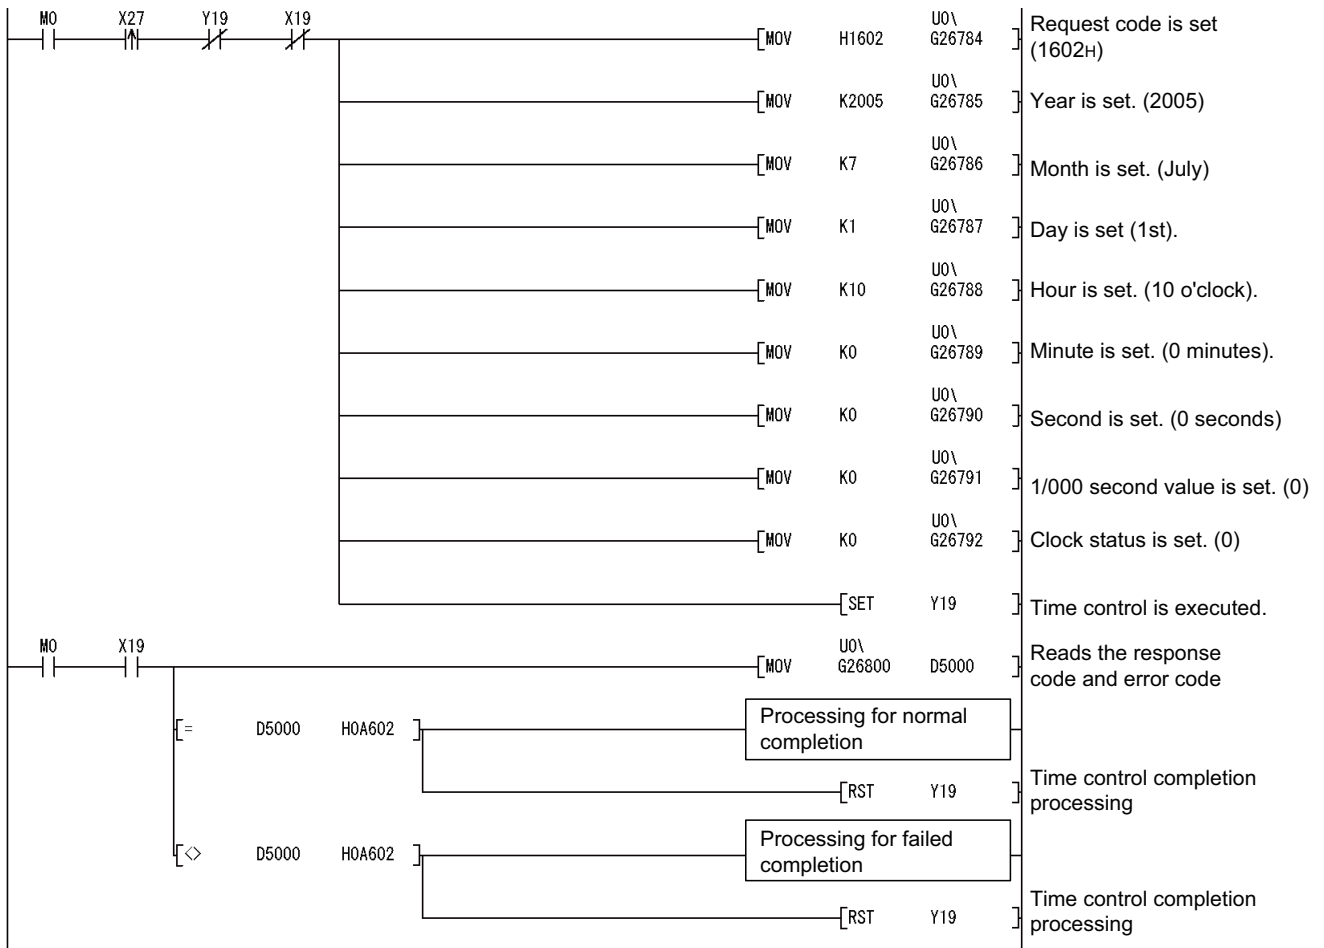 M0 X27 Y19 X19
MOV H1602 U0\ G26784
Request code is set
(1602H)
MOV K2005 U0\ G26785
Year is set. (2005)
MOV K7 U0\ G26786
Month is set. (July)
MOV K1 U0\ G26787
Day is set (1st).
MOV K10 U0\ G26788
Hour is set. (10 o'clock).
MOV K0 U0\ G26789
Minute is set. (0 minutes).
MOV K0 U0\ G26790
Second is set. (0 seconds)
MOV K0 U0\ G26791
1/000 second value is set. (0)
MOV K0 U0\ G26792
Clock status is set. (0)
SET Y19
Time control is executed.
M0 X19
MOV U0\ G26800 D5000
Reads the response
code and error code
= D5000 H0A602
Processing for normal
completion
RST Y19
Time control completion
processing
<> D5000 H0A602
Processing for failed
completion
RST Y19
Time control completion
processing